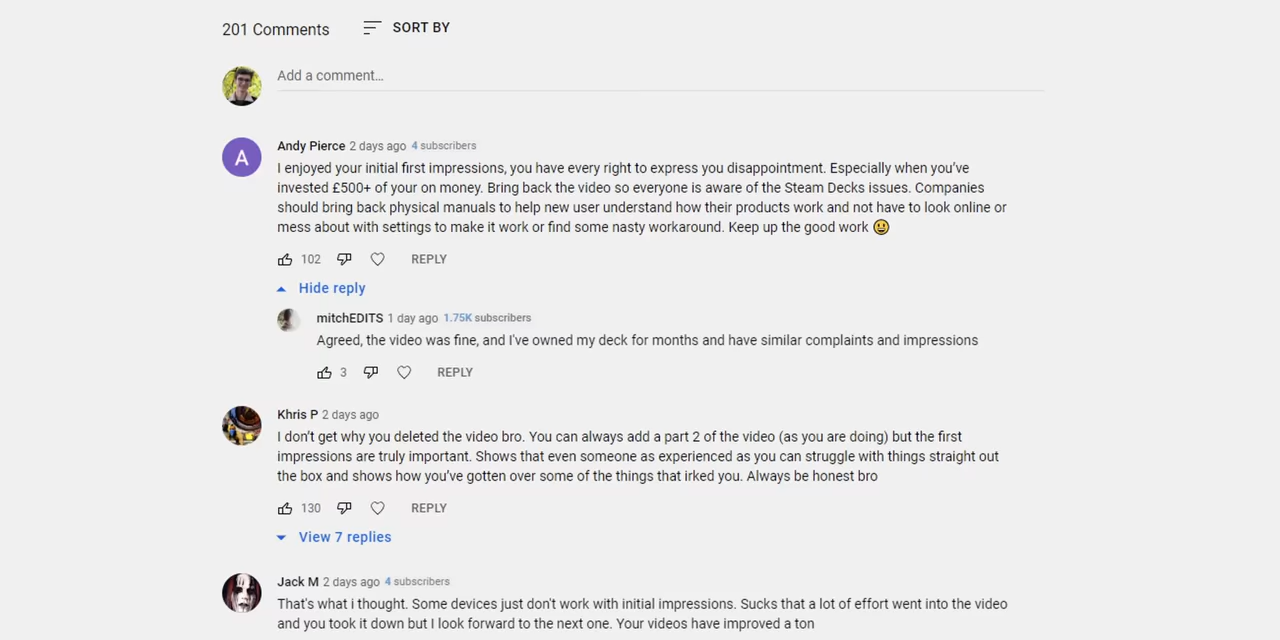 201 Comments SORT BY
Add a comment...
A
Andy Pierce 2 days ago 4 subscribers
I enjoyed your initial first impressions, you have every right to express you disappointment. Especially when you've
invested £500+ of your on money. Bring back the video so everyone is aware of the Steam Decks issues. Companies
should bring back physical manuals to help new user understand how their products work and not have to look online or
mess about with settings to make it work or find some nasty workaround. Keep up the good work 😃
102 REPLY
Hide reply
mitchEDITS 1 day ago 1.75K subscribers
Agreed, the video was fine, and I've owned my deck for months and have similar complaints and impressions
3 REPLY
Khris P 2 days ago
I don't get why you deleted the video bro. You can always add a part 2 of the video (as you are doing) but the first
impressions are truly important. Shows that even someone as experienced as you can struggle with things straight out
the box and shows how you've gotten over some of the things that irked you. Always be honest bro
130 REPLY
View 7 replies
Jack M 2 days ago 4 subscribers
That's what i thought. Some devices just don't work with initial impressions. Sucks that a lot of effort went into the video
and you took it down but I look forward to the next one. Your videos have improved a ton